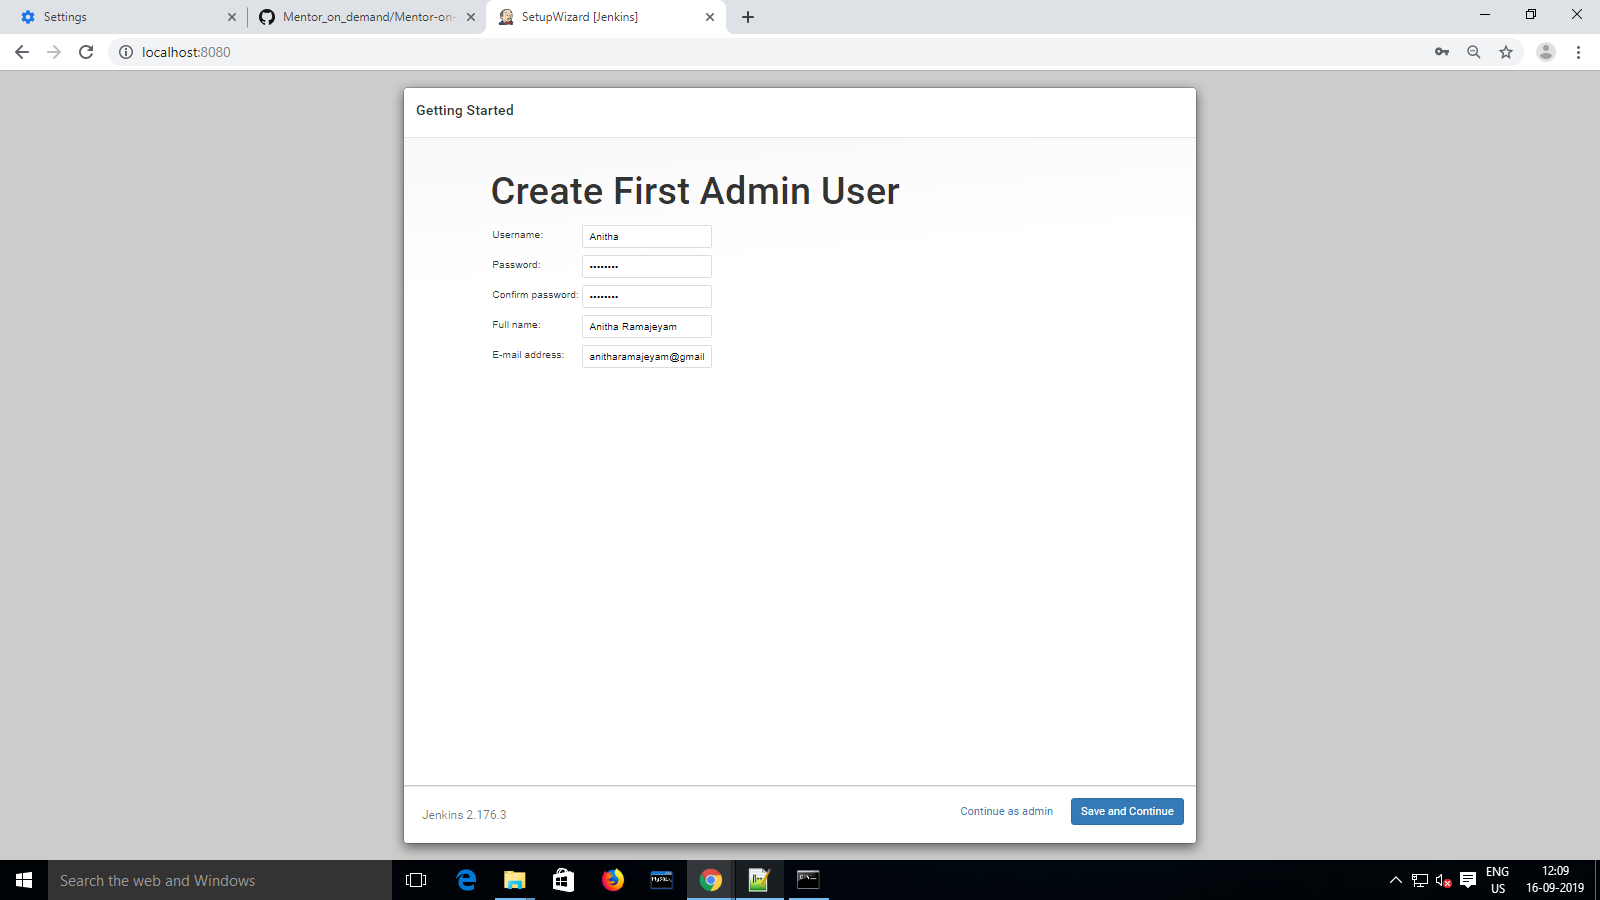 Settings
Mentor_on_demand/Mentor-on-
SetupWizard [Jenkins]
localhost:8080
Getting Started
Create First Admin User
Username: Anitha
Password: ••••••••
Confirm password: ••••••••
Full name: Anitha Ramajeyam
E-mail address: anitharamajeyam@gmail
Jenkins 2.176.3
Continue as admin
Save and Continue
Search the web and Windows
ENG
US
12:09
16-09-2019